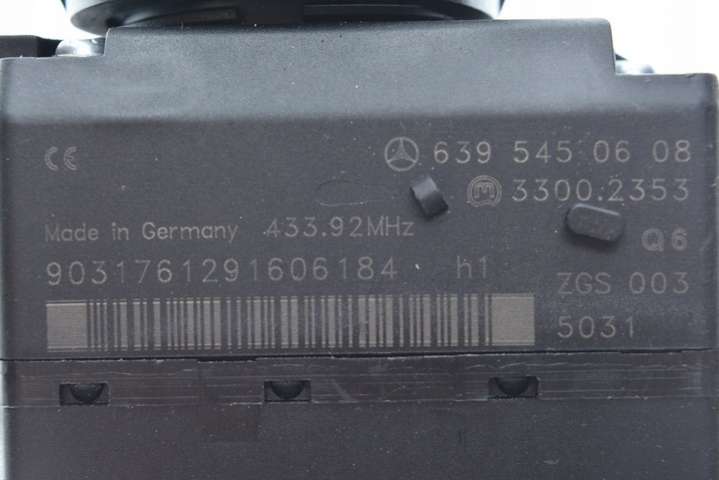 CE 639 545 06 08
M 3300.2353
Made in Germany 433.92MHz Q6
9031761291606184 h1 ZGS 003
5031